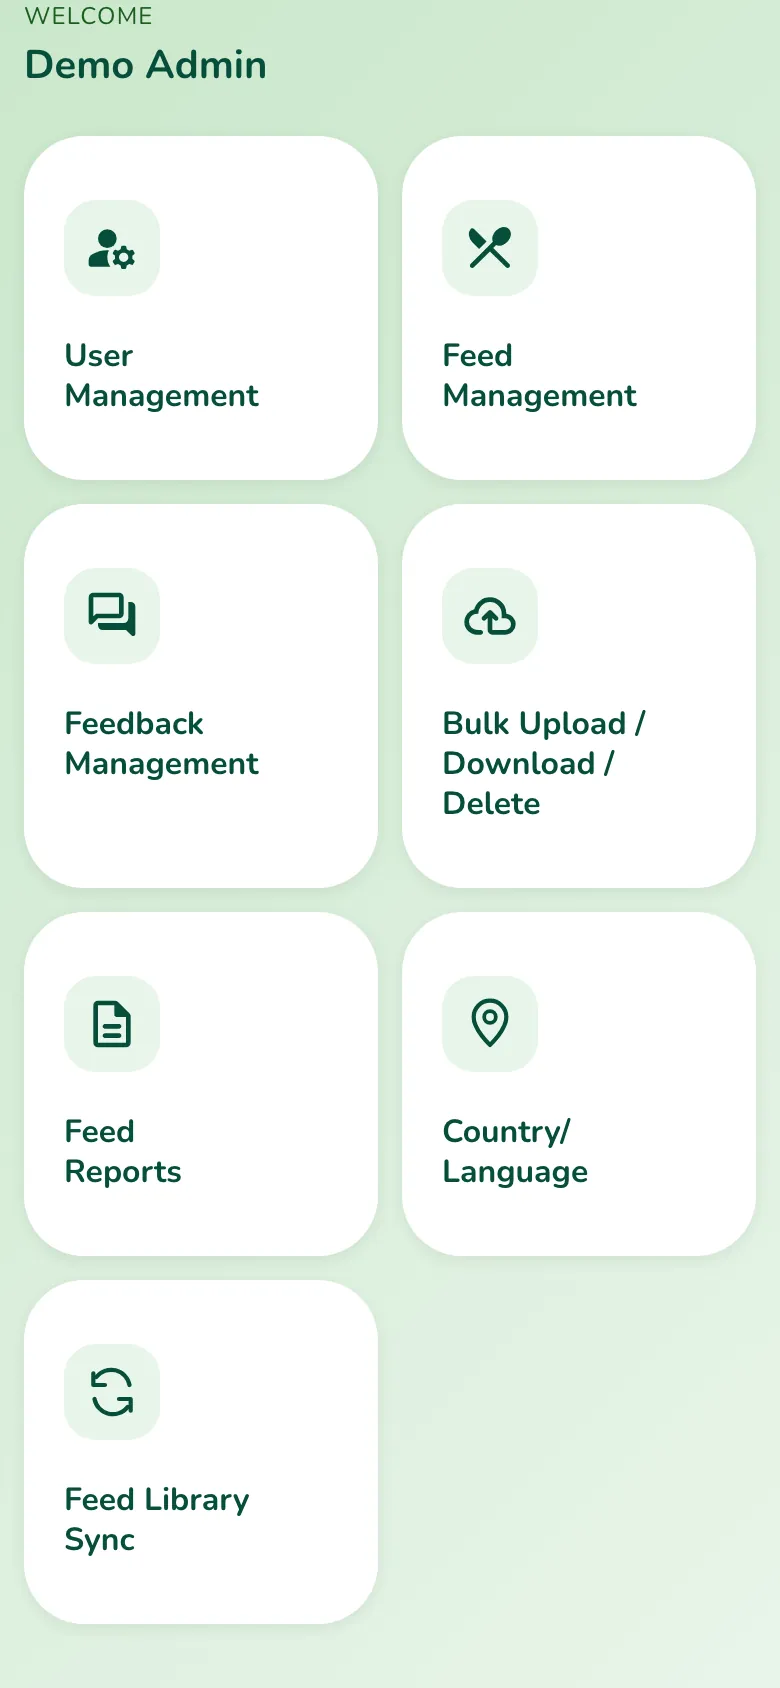 WELCOME
Demo Admin
User
Management
Feed
Management
Feedback
Management
Bulk Upload /
Download /
Delete
Feed
Reports
Country/
Language
Feed Library
Sync